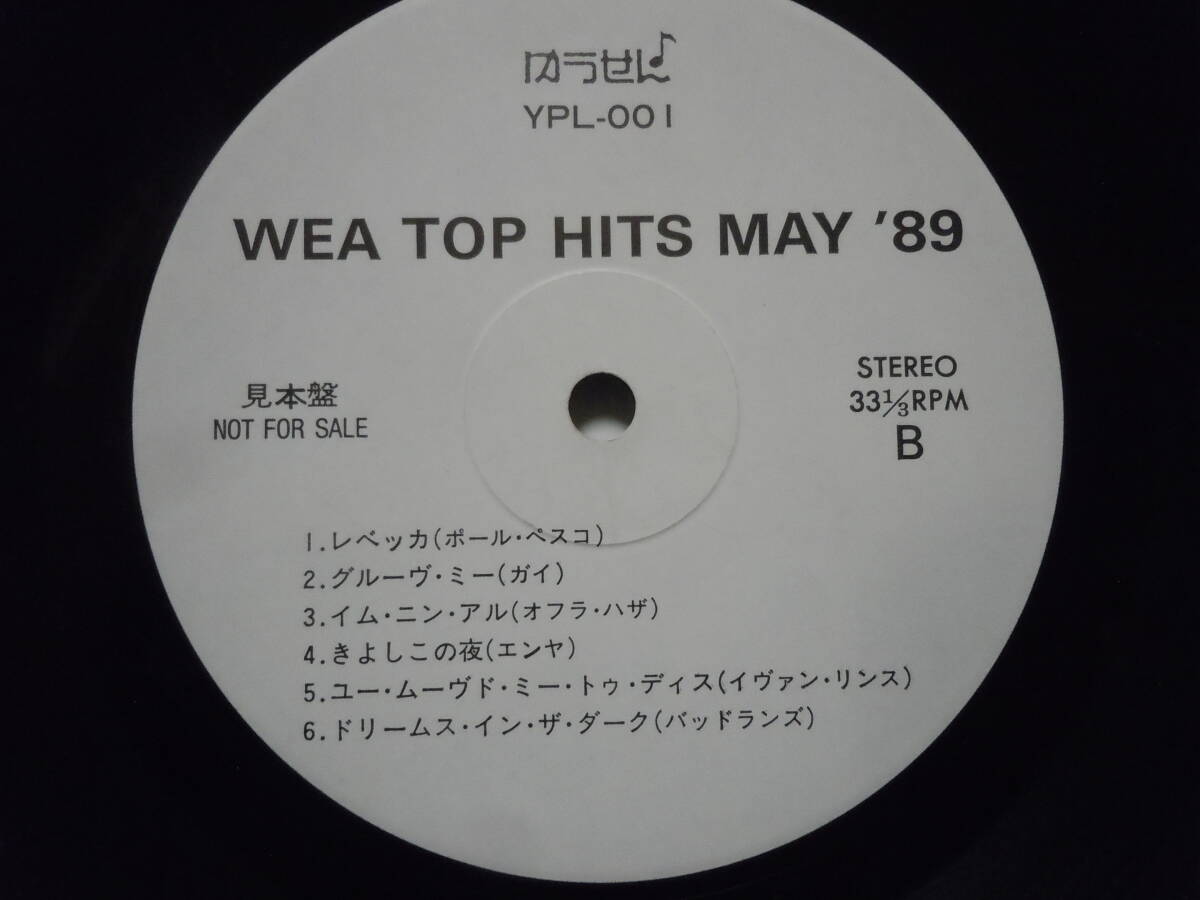 ゆうせん
YPL-001
WEA TOP HITS MAY '89
見本盤
NOT FOR SALE
STEREO
33⅓RPM
B
1.レベッカ(ポール・ペスコ)
2.グルーヴ・ミー(ガイ)
3.イム・ニン・アル(オフラ・ハザ)
4.きよしこの夜(エンヤ)
5.ユー・ムーヴド・ミー・トゥ・ディス(イヴァン・リンス)
6.ドリームス・イン・ザ・ダーク(バッドランズ)